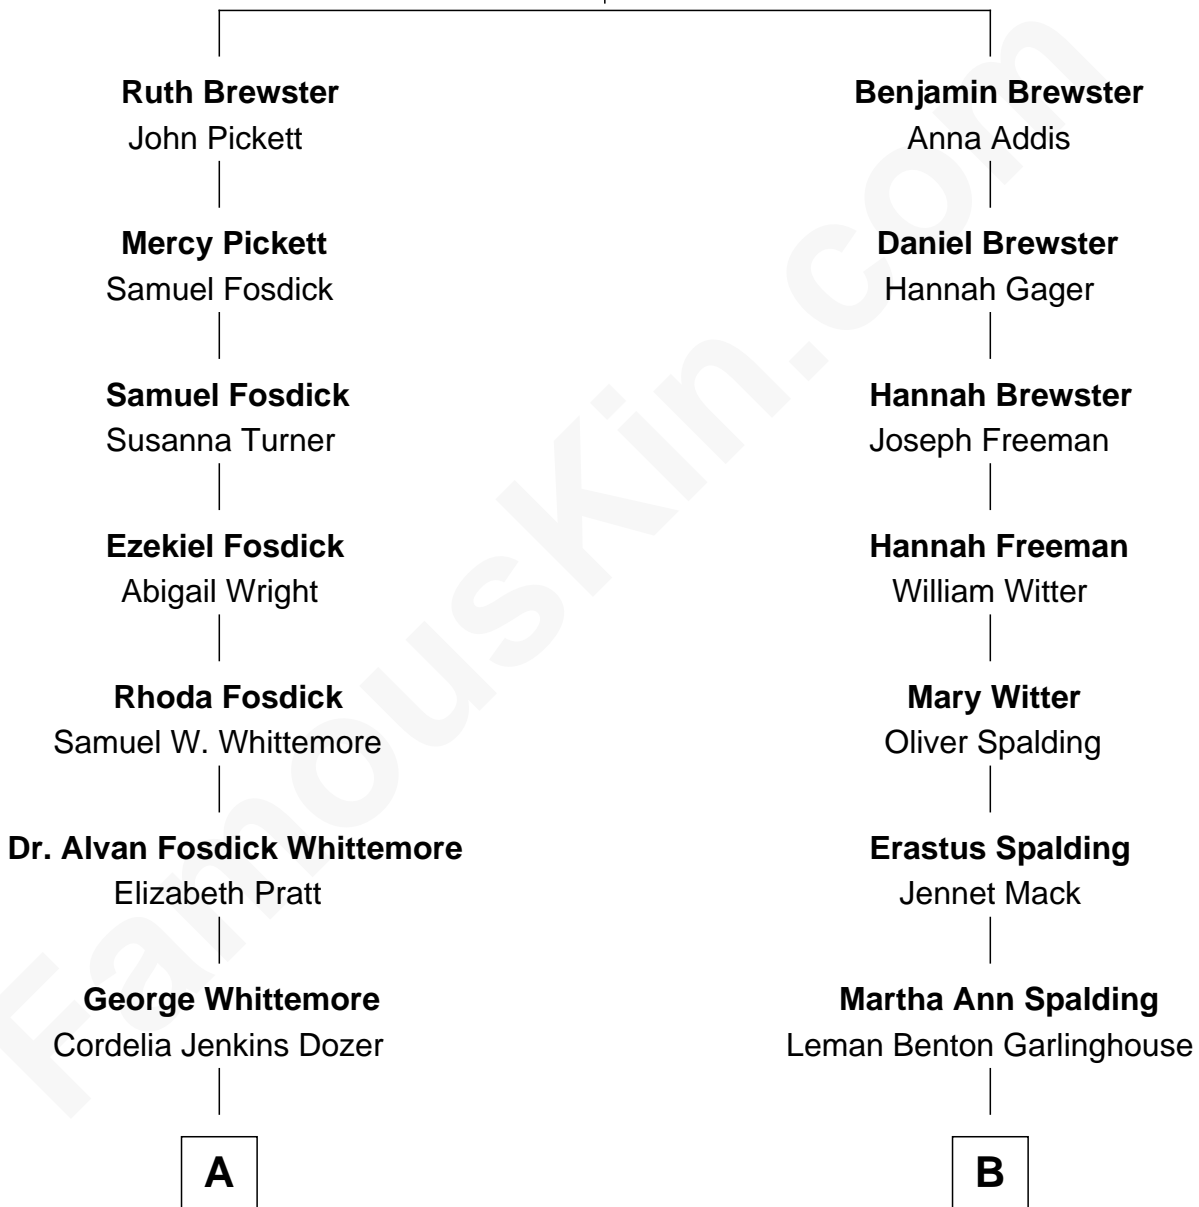 Ruth Brewster
John Pickett
Mercy Pickett
Samuel Fosdick
Samuel Fosdick
Susanna Turner
Ezekiel Fosdick
Abigail Wright
Rhoda Fosdick
Samuel W. Whittemore
Dr. Alvan Fosdick Whittemore
Elizabeth Pratt
George Whittemore
Cordelia Jenkins Dozer
A
Benjamin Brewster
Anna Addis
Daniel Brewster
Hannah Gager
Hannah Brewster
Joseph Freeman
Hannah Freeman
William Witter
Mary Witter
Oliver Spalding
Erastus Spalding
Jennet Mack
Martha Ann Spalding
Leman Benton Garlinghouse
B
FamousKin.com